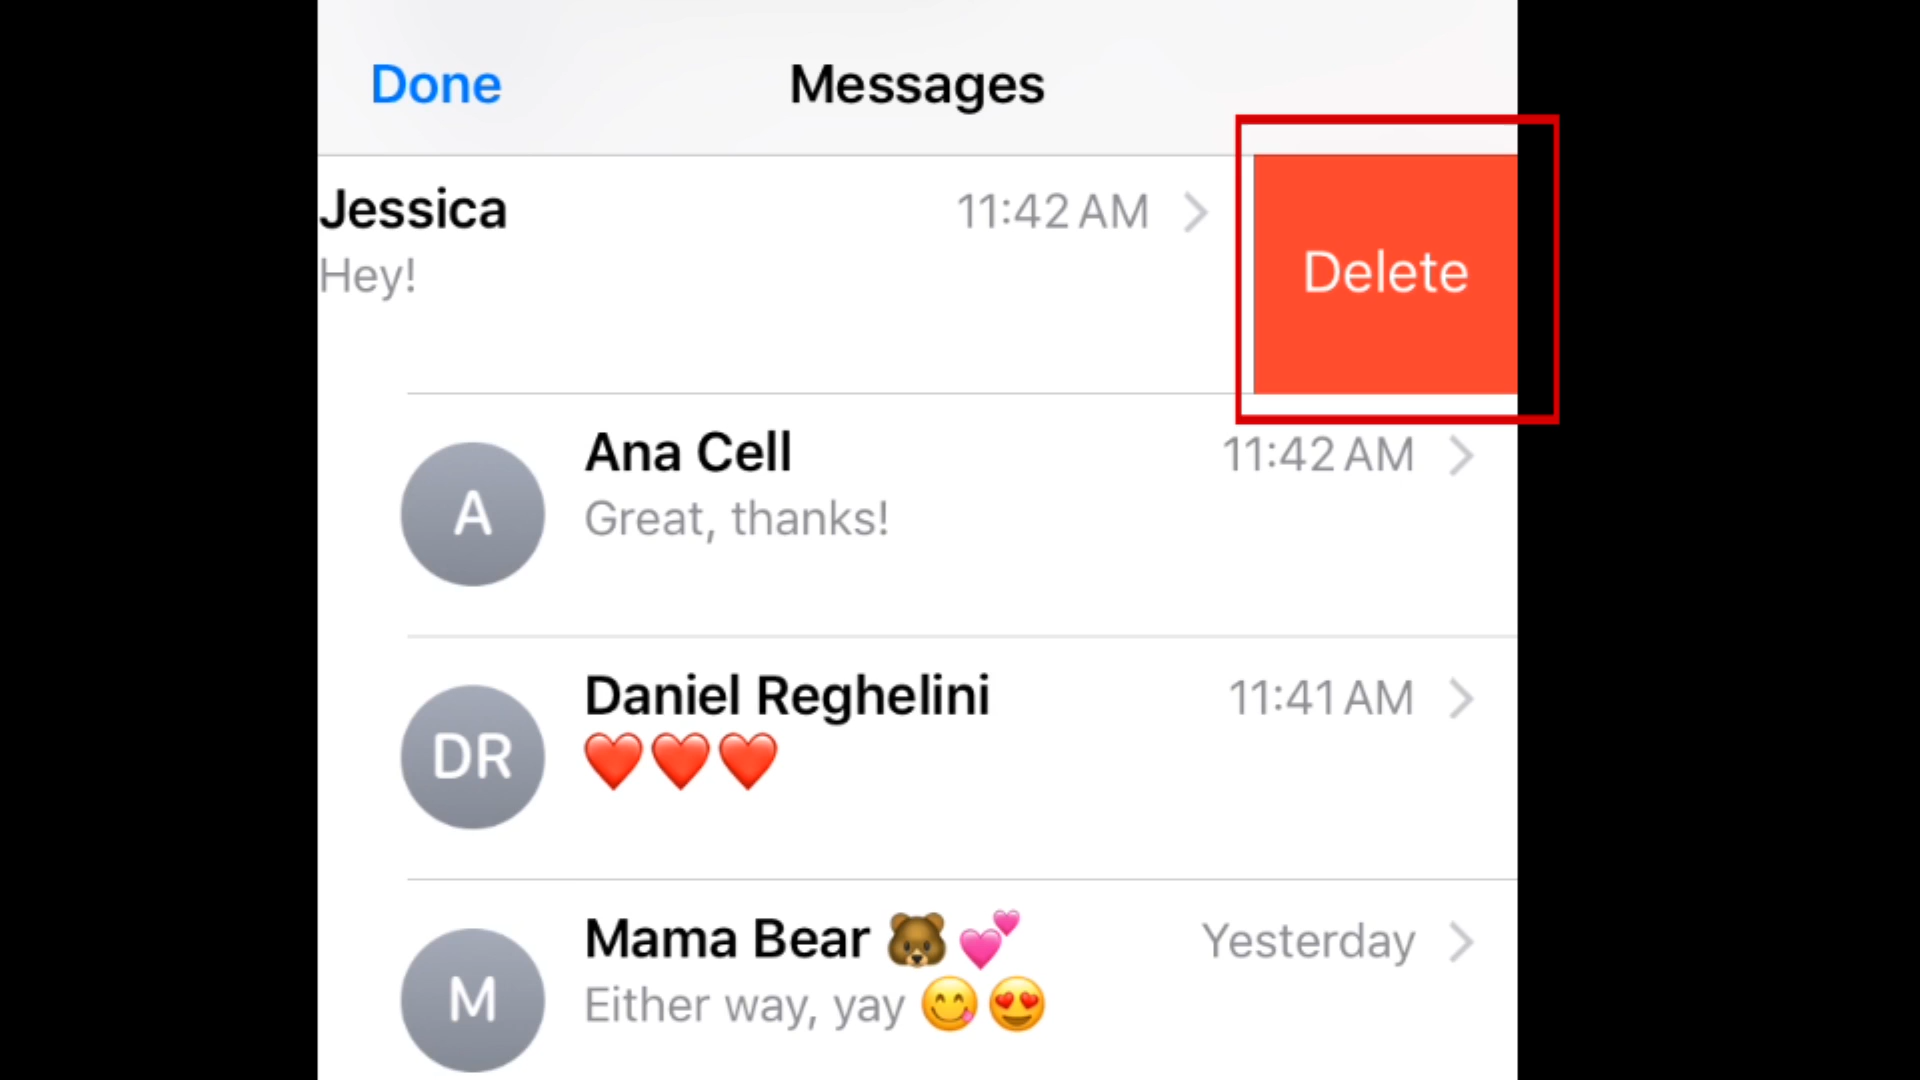 Done
Messages
Jessica
11:42 AM
Hey!
Delete
Ana Cell
11:42 AM
A
Great, thanks!
Daniel Reghelini
11:41 AM
DR
❤️❤️❤️
Mama Bear 🐻💕
Yesterday
M
Either way, yay 😋😍